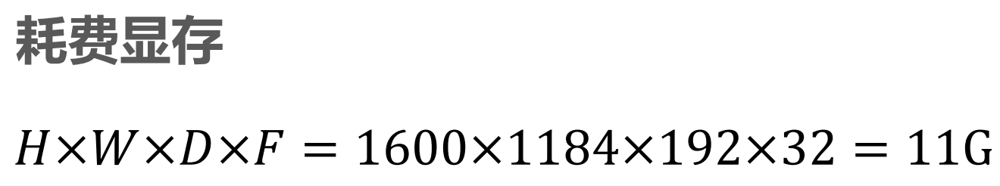 耗费显存
H×W×D×F = 1600×1184×192×32 = 11G